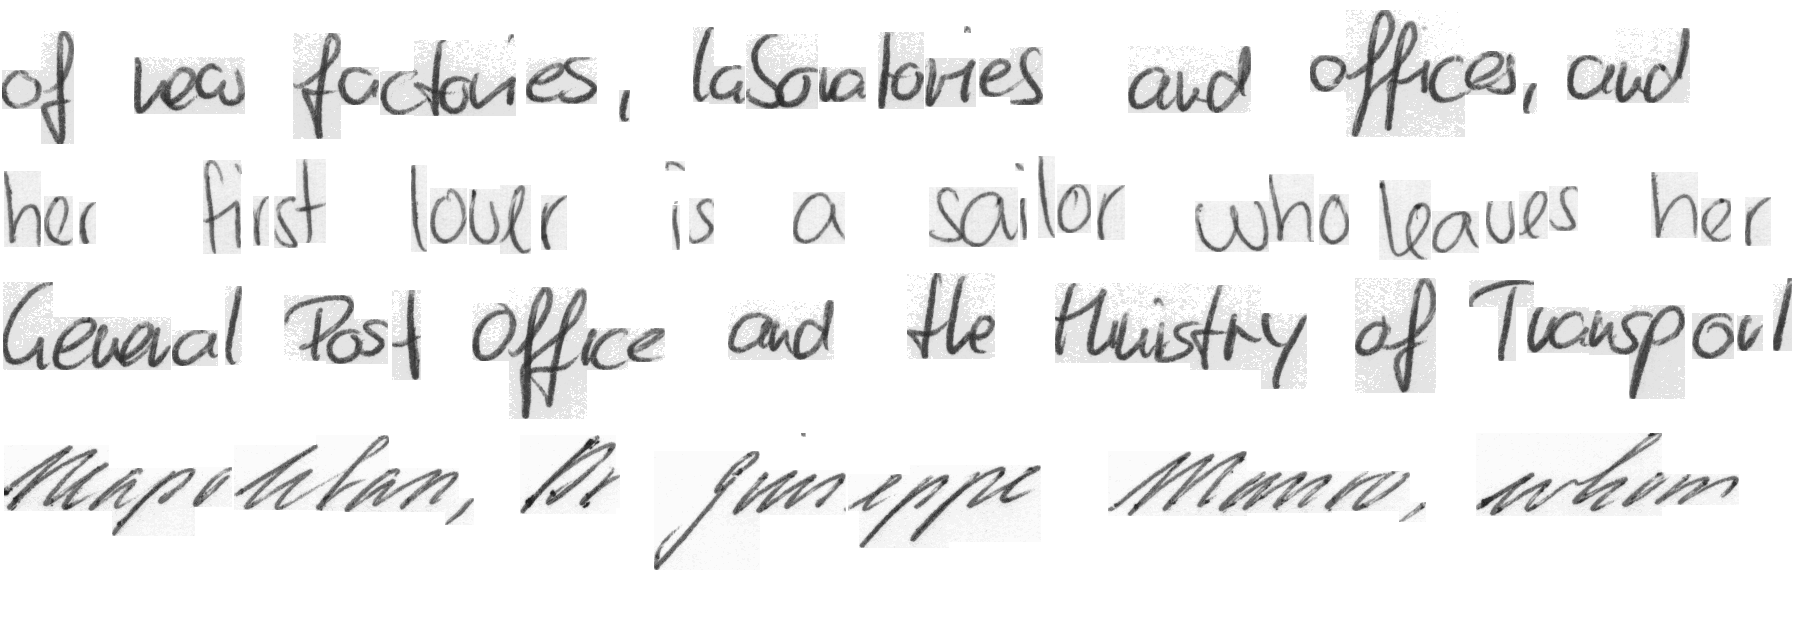 of new factories, laboratories and offices, and
her first lover is a sailor who leaves her
General Post Office and the Ministry of Transport
Neapolitan, Dr Giuseppe Manro, whom